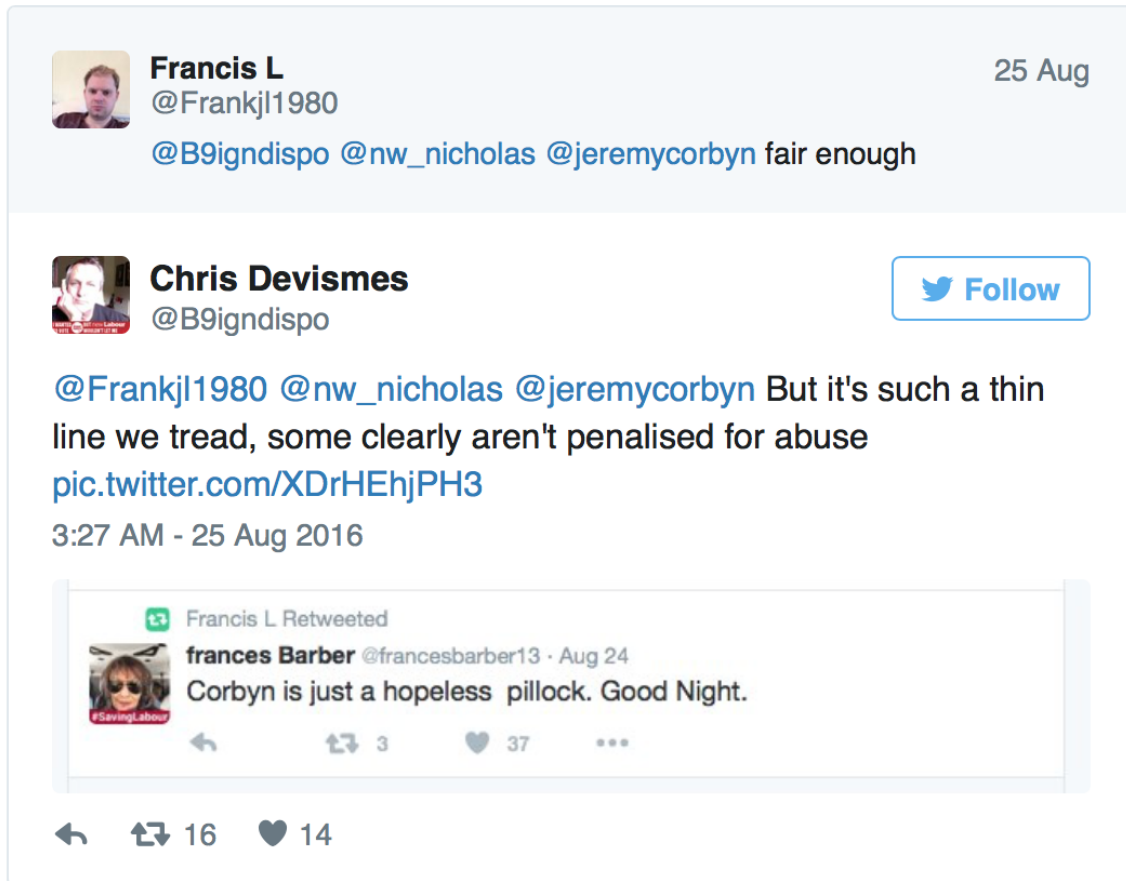 Francis L
25 Aug
@Frankjl1980
@B9igndispo @nw_nicholas @jeremycorbyn fair enough
Chris Devismes
Follow
@B9igndispo
@Frankjl1980 @nw_nicholas @jeremycorbyn But it's such a thin
line we tread, some clearly aren't penalised for abuse
pic.twitter.com/XDrHEhjPH3
3:27 AM - 25 Aug 2016
Francis L Retweeted
frances Barber @francesbarber13 · Aug 24
Corbyn is just a hopeless pillock. Good Night.
#SavingLabour
3 37
16 14